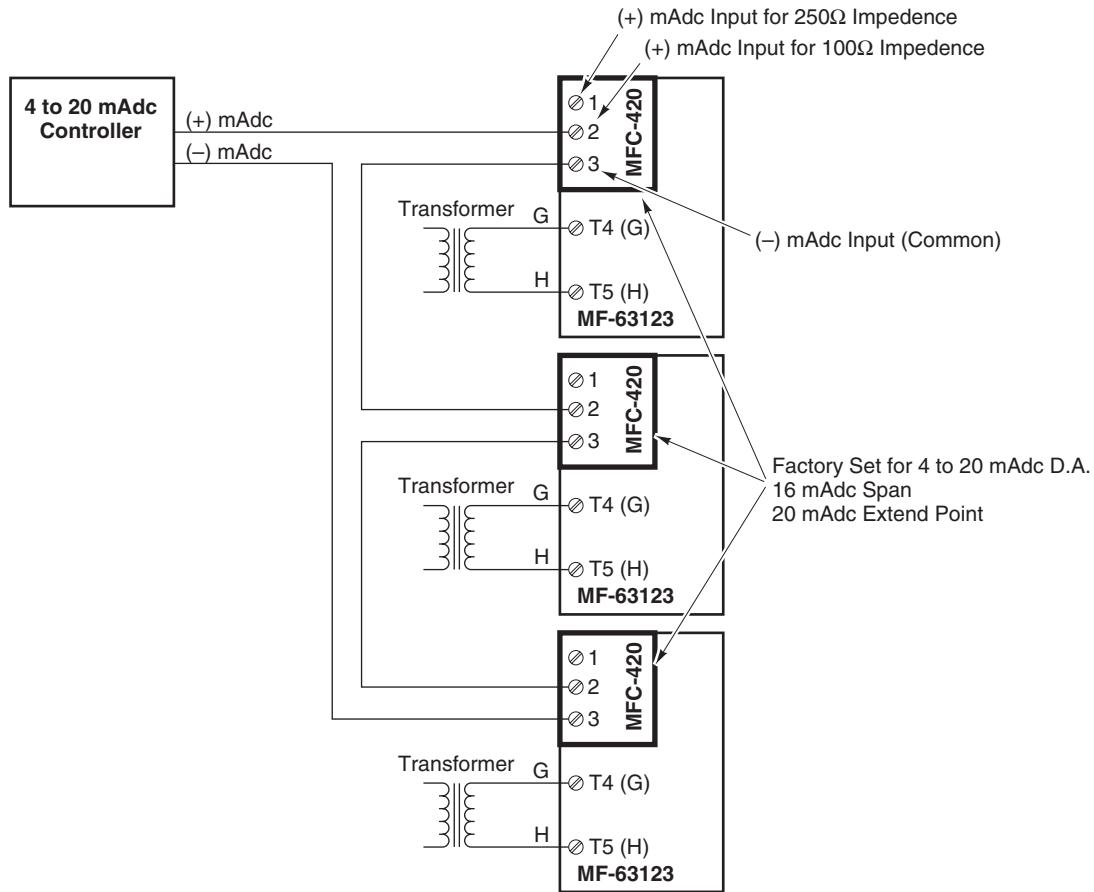 (+) mAdc Input for 250Ω Impedence
(+) mAdc Input for 100Ω Impedence
4 to 20 mAdc
Controller
(+) mAdc
(–) mAdc
1
2
3
MFC-420
(–) mAdc Input (Common)
Transformer
G
T4 (G)
H
T5 (H)
MF-63123
1
2
3
MFC-420
Factory Set for 4 to 20 mAdc D.A.
16 mAdc Span
20 mAdc Extend Point
Transformer
G
T4 (G)
H
T5 (H)
MF-63123
1
2
3
MFC-420
Transformer
G
T4 (G)
H
T5 (H)
MF-63123